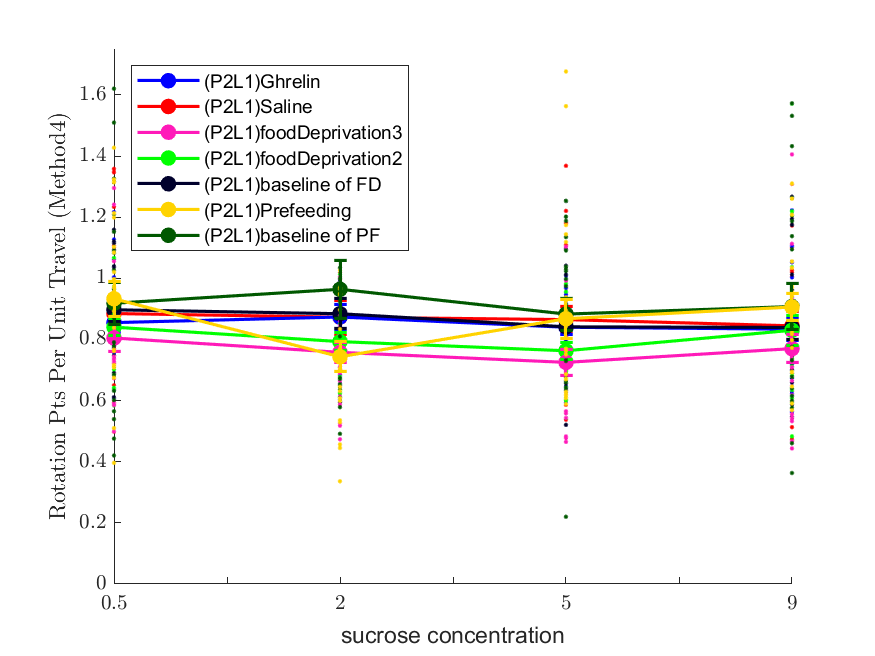 Rotation Pts Per Unit Travel (Method4)
1.6
1.4
1.2
1
0.8
0.6
0.4
0.2
0
(P2L1)Ghrelin
(P2L1)Saline
(P2L1)foodDeprivation3
(P2L1)foodDeprivation2
(P2L1)baseline of FD
(P2L1)Prefeeding
(P2L1)baseline of PF
0.5 2 5 9
sucrose concentration